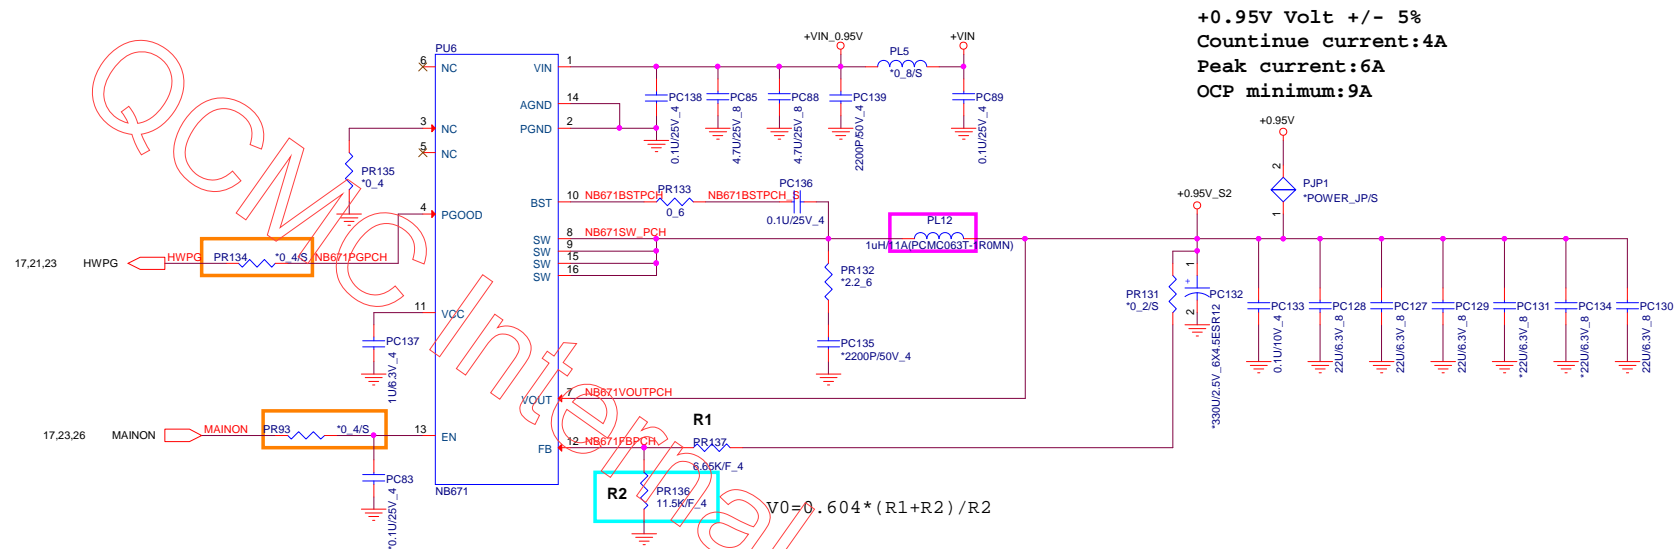 +0.95V Volt +/- 5%
Countinue current:4A
Peak current:6A
OCP minimum:9A
+VIN_0.95V
+VIN
PU6
PL5
*0_8/S
6
NC
VIN
1
3
NC
AGND
14
PGND
2
5
NC
PC138
0.1U/25V_4
PC85
4.7U/25V_8
PC88
4.7U/25V_8
PC139
2200P/50V_4
PC89
0.1U/25V_4
PR135
*0_4
+0.95V
2
PJP1
*POWER_JP/S
1
4
PGOOD
BST
10
NB671BSTPCH
PR133
0_6
NB671BSTPCH_S
PC136
0.1U/25V_4
+0.95V_S2
SW
8
NB671SW_PCH
SW
9
SW
15
SW
16
PL12
1uH/11A(PCMC063T-1R0MN)
17,21,23
HWPG
HWPG
PR134
*0_4/S
NB671PGPCH
PR132
*2.2_6
PC135
*2200P/50V_4
PR131
*0_2/S
1
+
PC132
2
*330U/2.5V_6X4.5ESR12
PC133
0.1U/10V_4
PC128
22U/6.3V_8
PC127
22U/6.3V_8
PC129
22U/6.3V_8
PC131
*22U/6.3V_8
PC134
*22U/6.3V_8
PC130
22U/6.3V_8
11
VCC
PC137
1U/6.3V_4
VOUT
7
NB671VOUTPCH
17,23,26
MAINON
MAINON
PR93
*0_4/S
13
EN
FB
12
NB671FBPCH
R1
PR137
6.65K/F_4
PC83
*0.1U/25V_4
NB671
R2
PR136
11.5K/F_4
V0=0.604*(R1+R2)/R2
QCMC Internal